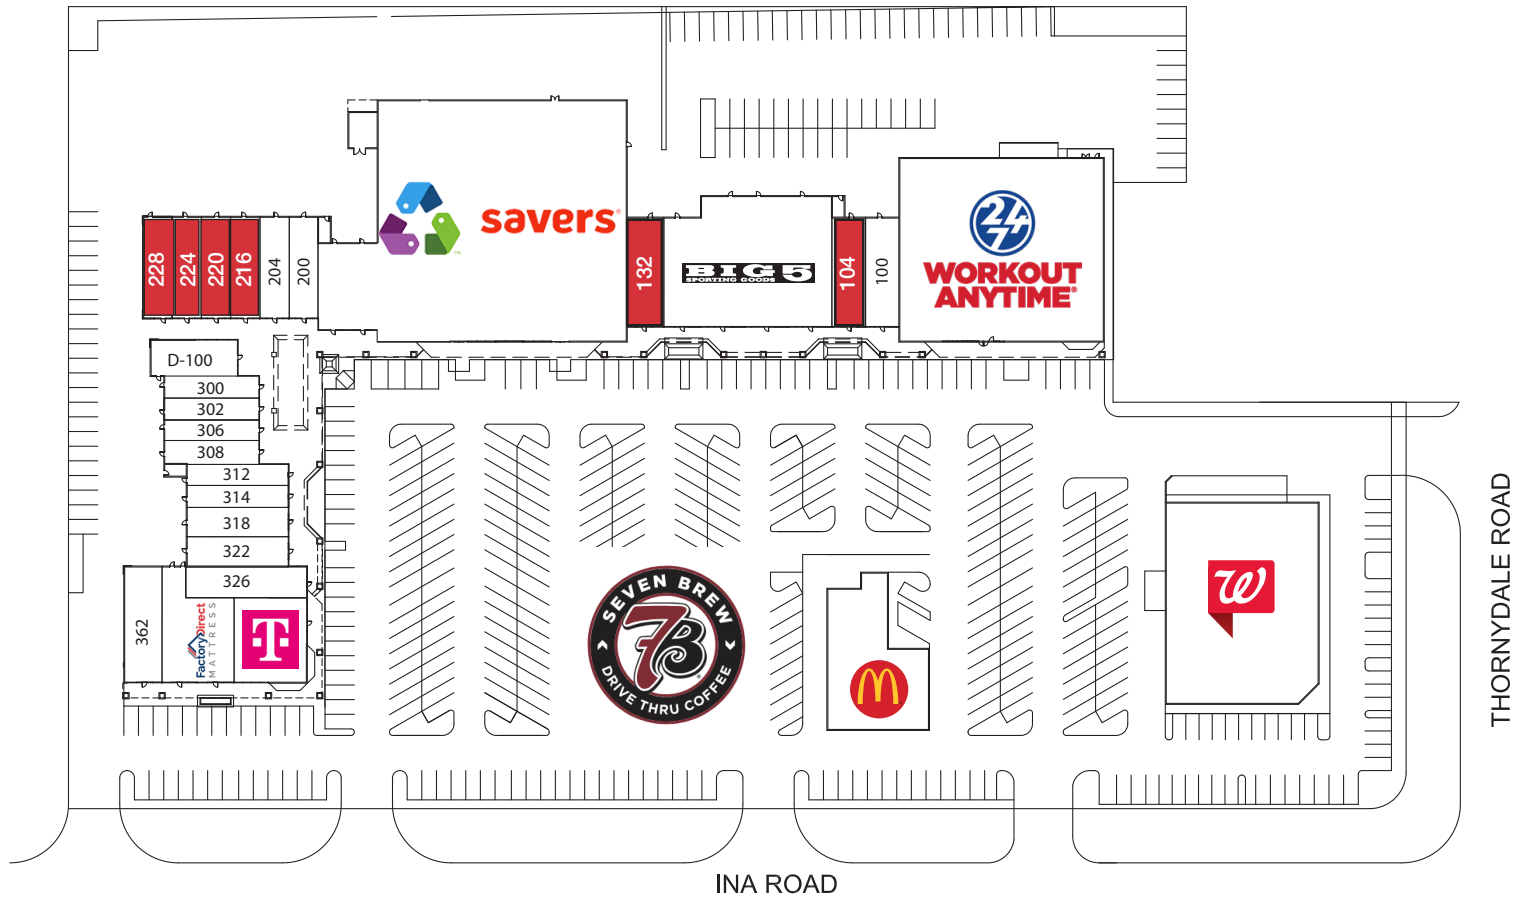 savers®
24
7
WORKOUT
ANYTIME®
228
224
220
216
204
200
132
BIG 5
SPORTING GOODS
104
100
D-100
300
302
306
308
312
314
318
322
326
362
FactoryDirect
MATTRESS
T
SEVEN BREW
7B
DRIVE THRU COFFEE
M
W
THORNYDALE ROAD
INA ROAD